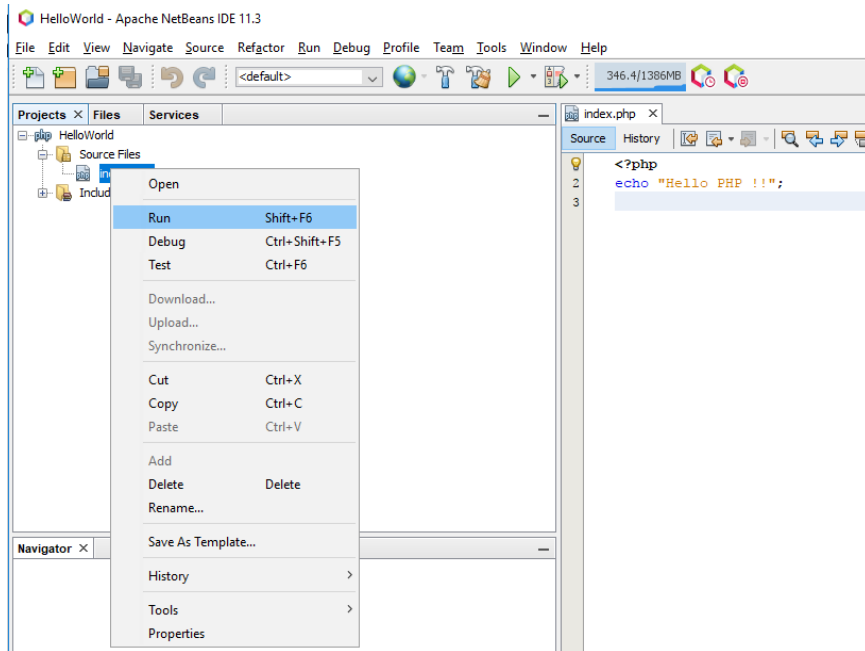 HelloWorld - Apache NetBeans IDE 11.3
File Edit View Navigate Source Refactor Run Debug Profile Team Tools Window Help
<default> 346.4/1386MB
Projects Files Services
index.php
Source History
HelloWorld
Source Files
1 <?php
2 echo "Hello PHP !!";
3
Open
Run Shift+F6
Debug Ctrl+Shift+F5
Test Ctrl+F6
Download...
Upload...
Synchronize...
Cut Ctrl+X
Copy Ctrl+C
Paste Ctrl+V
Add
Delete Delete
Rename...
Save As Template...
History
Tools
Properties
Navigator